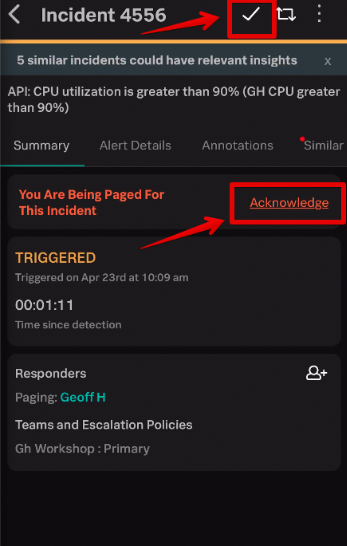 Incident 4556
5 similar incidents could have relevant insights x
API: CPU utilization is greater than 90% (GH CPU greater
than 90%)
Summary Alert Details Annotations Similar
You Are Being Paged For
This Incident
Acknowledge
TRIGGERED
Triggered on Apr 23rd at 10:09 am
00:01:11
Time since detection
Responders
Paging: Geoff H
Teams and Escalation Policies
Gh Workshop : Primary